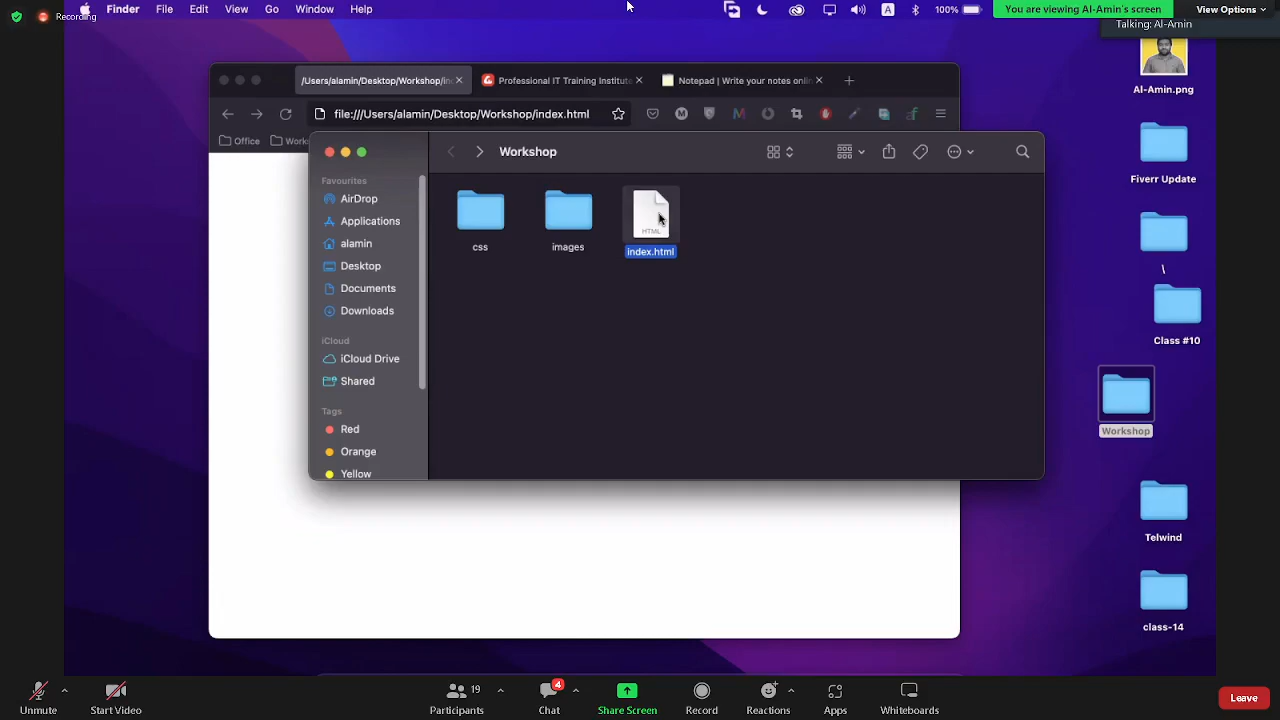 Recording
Finder File Edit View Go Window Help
A 100%
You are viewing Al-Amin's screen
View Options
Talking: Al-Amin
/Users/alamin/Desktop/Workshop/in
Professional IT Training Institute
Notepad | Write your notes onlin
file:///Users/alamin/Desktop/Workshop/index.html
Office
Work
Workshop
Favourites
AirDrop
Applications
alamin
Desktop
Documents
Downloads
iCloud
iCloud Drive
Shared
Tags
Red
Orange
Yellow
css
images
HTML
index.html
Al-Amin.png
Fiverr Update
\
Class #10
Workshop
Telwind
class-14
Unmute
Start Video
19
Participants
4
Chat
Share Screen
Record
Reactions
Apps
Whiteboards
Leave